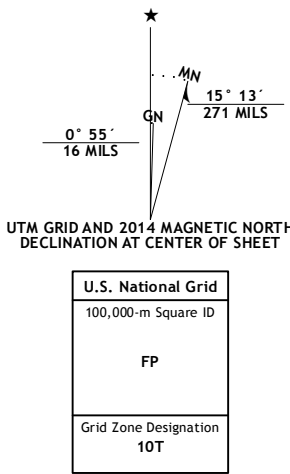 ★
MN
GN
15° 13´
271 MILS
0° 55´
16 MILS
UTM GRID AND 2014 MAGNETIC NORTH
DECLINATION AT CENTER OF SHEET
U.S. National Grid
100,000-m Square ID
FP
Grid Zone Designation
10T